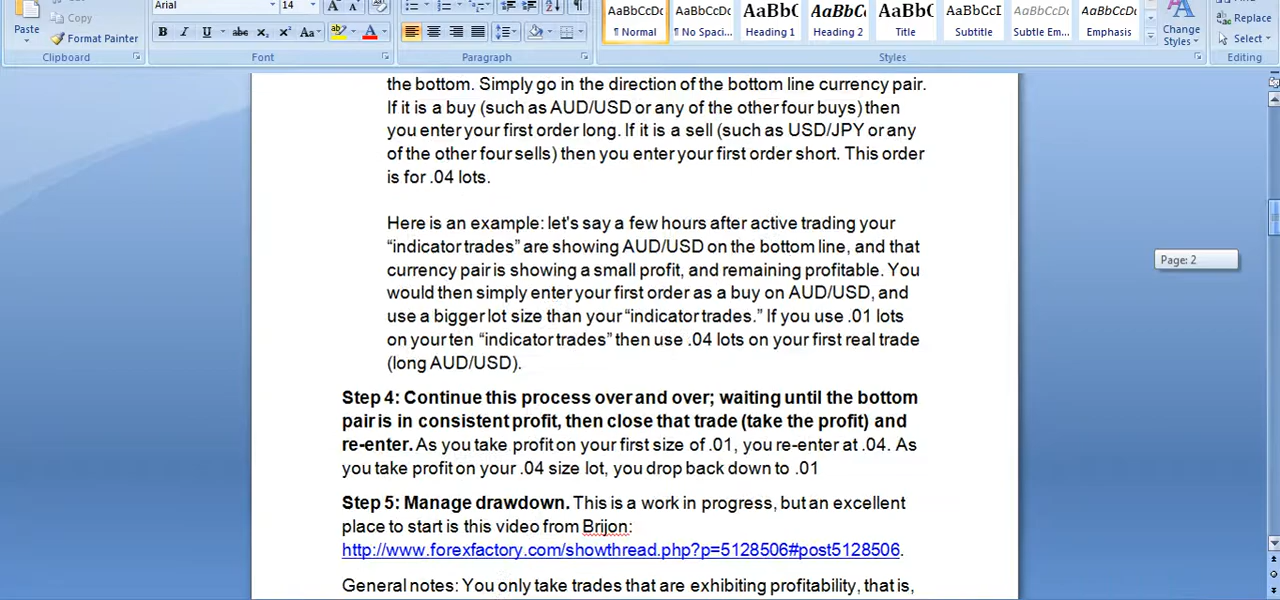 Arial 14
Paste Copy Replace
Format Painter B I U abc X₂ X² Aa A Change Styles Select
AaBbCcDc AaBbCcDc AaBbC AaBbCc AaBbC AaBbCcI AaBbCcDc AaBbCcDc
¶ Normal ¶ No Spaci... Heading 1 Heading 2 Title Subtitle Subtle Em... Emphasis
Clipboard Font Paragraph Styles Editing
the bottom. Simply go in the direction of the bottom line currency pair.
If it is a buy (such as AUD/USD or any of the other four buys) then
you enter your first order long. If it is a sell (such as USD/JPY or any
of the other four sells) then you enter your first order short. This order
is for .04 lots.
Here is an example: let's say a few hours after active trading your
“indicator trades” are showing AUD/USD on the bottom line, and that
currency pair is showing a small profit, and remaining profitable. You
would then simply enter your first order as a buy on AUD/USD, and
use a bigger lot size than your “indicator trades.” If you use .01 lots
on your ten “indicator trades” then use .04 lots on your first real trade
(long AUD/USD).
Step 4: Continue this process over and over; waiting until the bottom
pair is in consistent profit, then close that trade (take the profit) and
re-enter. As you take profit on your first size of .01, you re-enter at .04. As
you take profit on your .04 size lot, you drop back down to .01
Step 5: Manage drawdown. This is a work in progress, but an excellent
place to start is this video from Brijon:
http://www.forexfactory.com/showthread.php?p=5128506#post5128506.
General notes: You only take trades that are exhibiting profitability, that is,
Page: 2